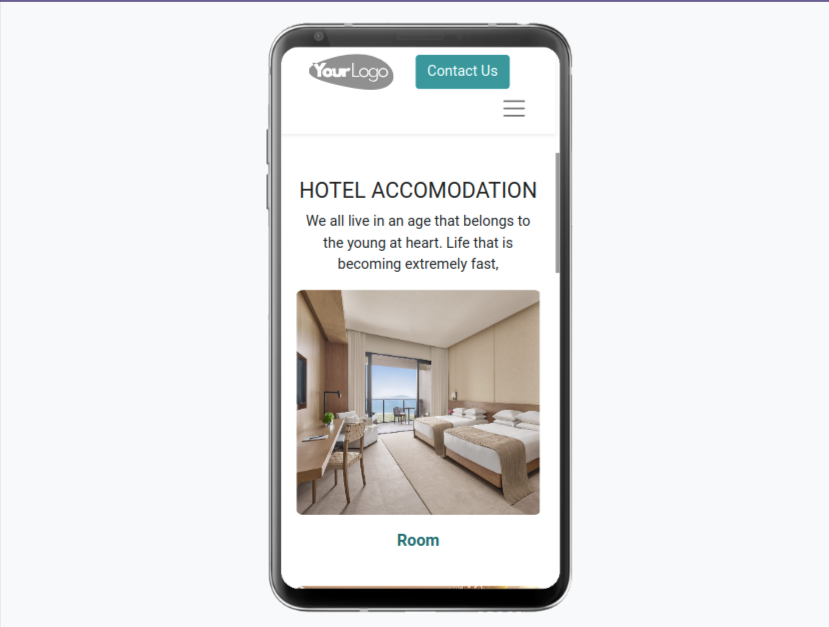 YourLogo
Contact Us
HOTEL ACCOMODATION
We all live in an age that belongs to
the young at heart. Life that is
becoming extremely fast,
Room